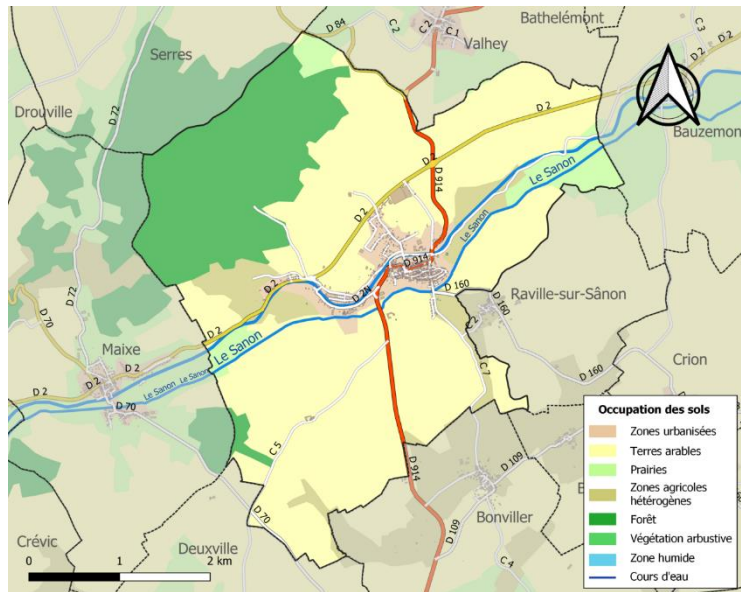 D 84
C 2
C 2
C 1
Valhey
Bathelémont
C 3
D 2
Serres
D 72
Drouville
D 2
Bauzemon
D 2
D 914
Le Sanon
Le Sanon
D 2
D 914
D 72
D 2
D 2N
D 160
Raville-sur-Sânon
C 2
D 160
D 70
Maixe
Le Sanon
D 2
D 2
D 2
Le Sanon
Le Sanon
D 70
C 7
D 160
Crion
C 5
D 914
D 109
Bonviller
D 109
C 4
D 70
Crévic
Deuxville
0 1 2 km
Occupation des sols
Zones urbanisées
Terres arables
Prairies
Zones agricoles
hétérogènes
Forêt
Végétation arbustive
Zone humide
Cours d'eau